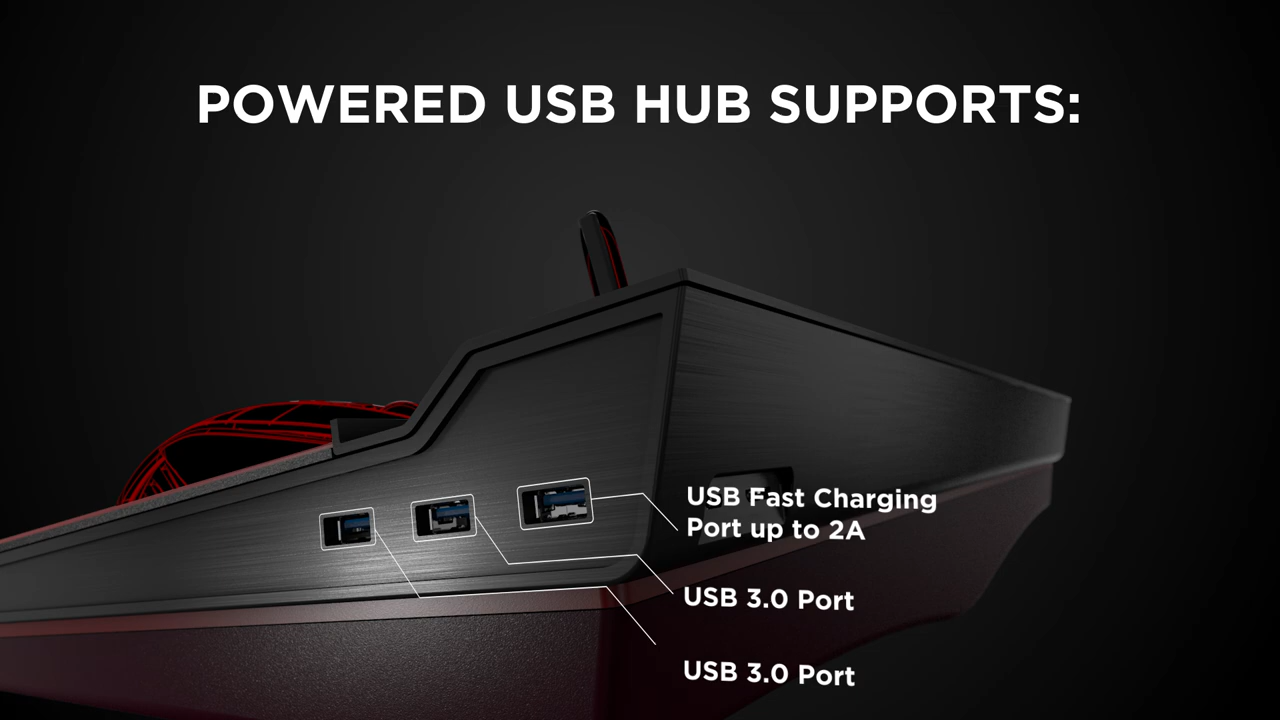 POWERED USB HUB SUPPORTS:
USB Fast Charging
Port up to 2A
USB 3.0 Port
USB 3.0 Port